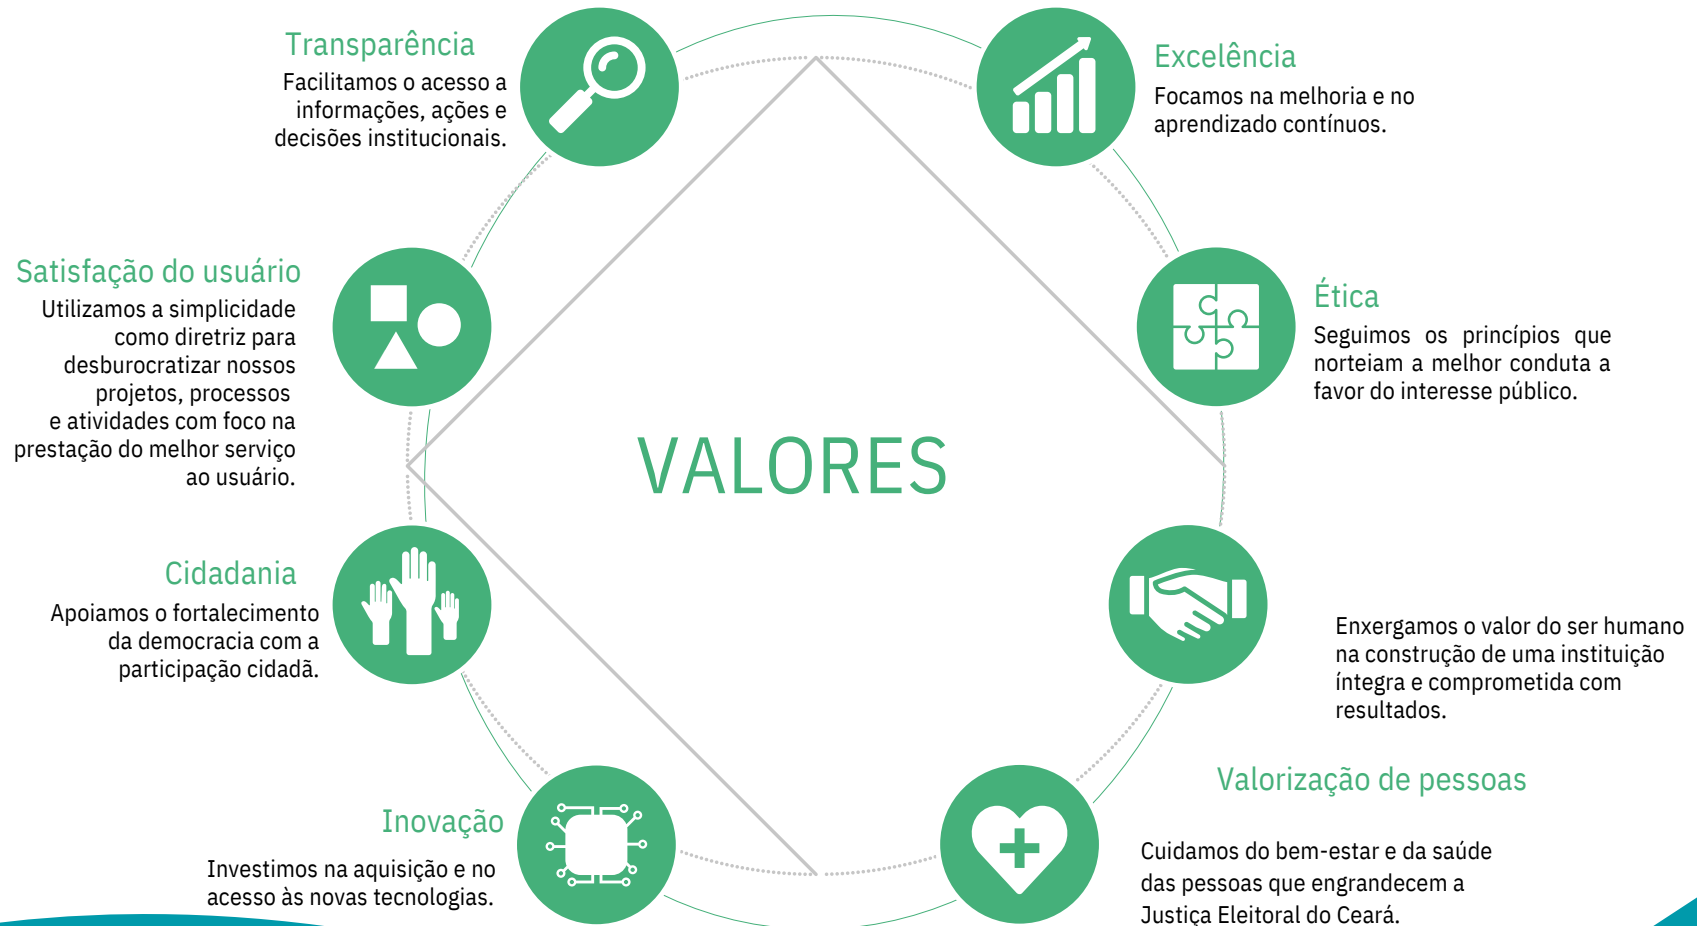 Transparência
Facilitamos o acesso a
informações, ações e
decisões institucionais.
Excelência
Focamos na melhoria e no
aprendizado contínuos.
Satisfação do usuário
Utilizamos a simplicidade
como diretriz para
desburocratizar nossos
projetos, processos
e atividades com foco na
prestação do melhor serviço
ao usuário.
Ética
Seguimos os princípios que
norteiam a melhor conduta a
favor do interesse público.
VALORES
Cidadania
Apoiamos o fortalecimento
da democracia com a
participação cidadã.
Enxergamos o valor do ser humano
na construção de uma instituição
íntegra e comprometida com
resultados.
Inovação
Investimos na aquisição e no
acesso às novas tecnologias.
Valorização de pessoas
Cuidamos do bem-estar e da saúde
das pessoas que engrandecem a
Justiça Eleitoral do Ceará.